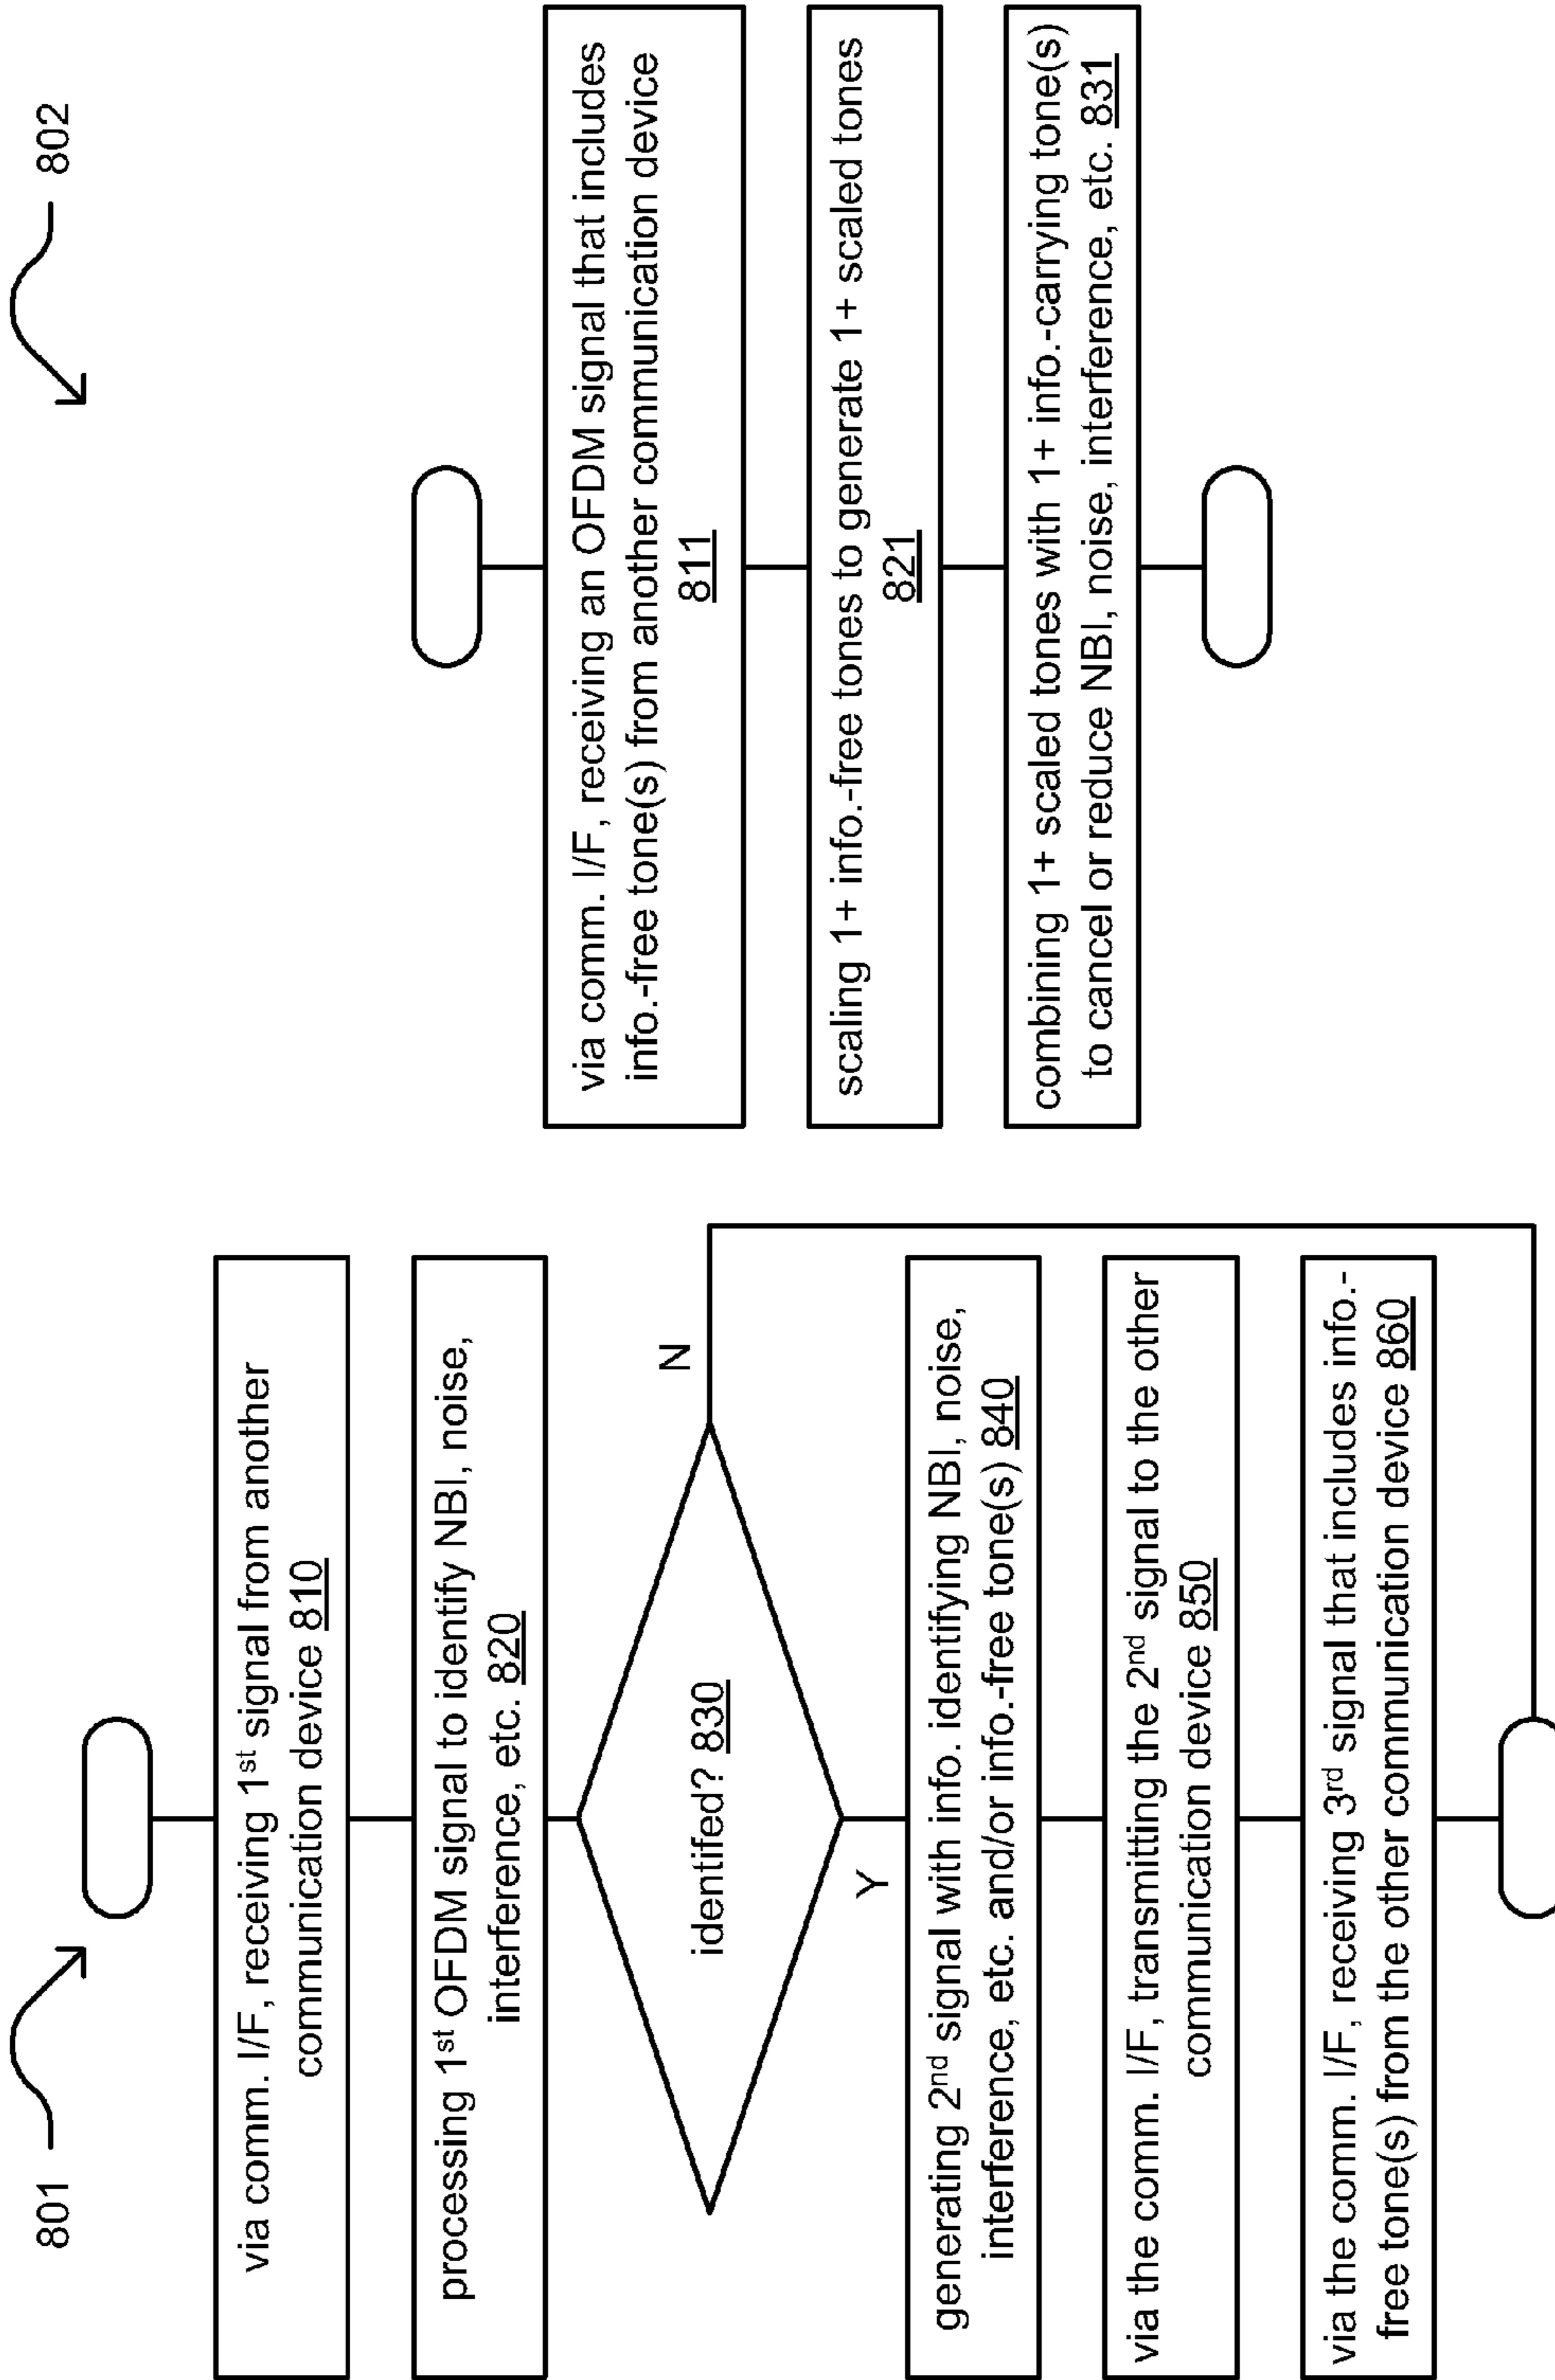 801
via comm. I/F, receiving 1st signal from another
communication device 810
processing 1st OFDM signal to identify NBI, noise,
interference, etc. 820
identifed? 830
N
Y
generating 2nd signal with info. identifying NBI, noise,
interference, etc. and/or info.-free tone(s) 840
via the comm. I/F, transmitting the 2nd signal to the other
communication device 850
via the comm. I/F, receiving 3rd signal that includes info.-
free tone(s) from the other communication device 860
802
via comm. I/F, receiving an OFDM signal that includes
info.-free tone(s) from another communication device
811
scaling 1+ info.-free tones to generate 1+ scaled tones
821
combining 1+ scaled tones with 1+ info.-carrying tone(s)
to cancel or reduce NBI, noise, interference, etc. 831